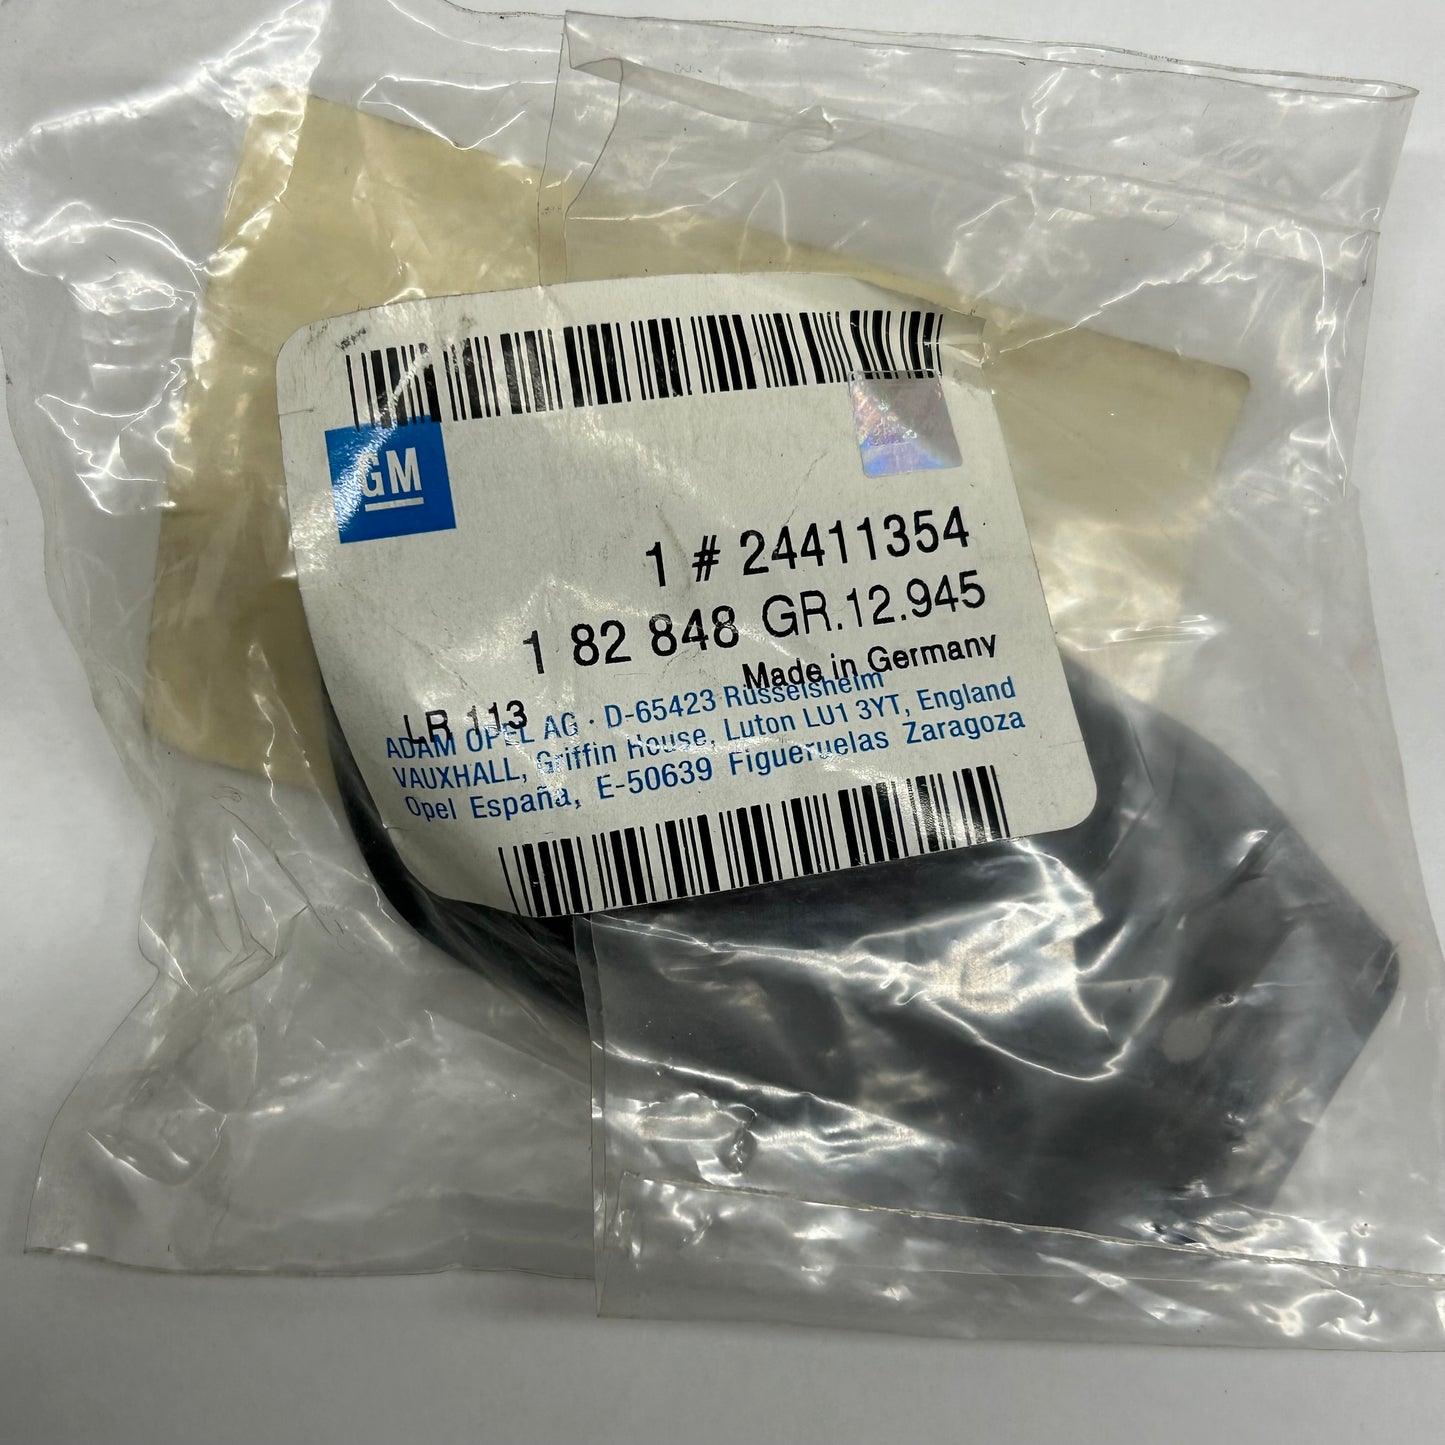 GM
1 # 24411354
1 82 848 GR.12.945
Made in Germany
LR 113
ADAM OPEL AG · D-65423 Rüsselsheim
VAUXHALL, Griffin House, Luton LU1 3YT, England
Opel España, E-50639 Figueruelas Zaragoza